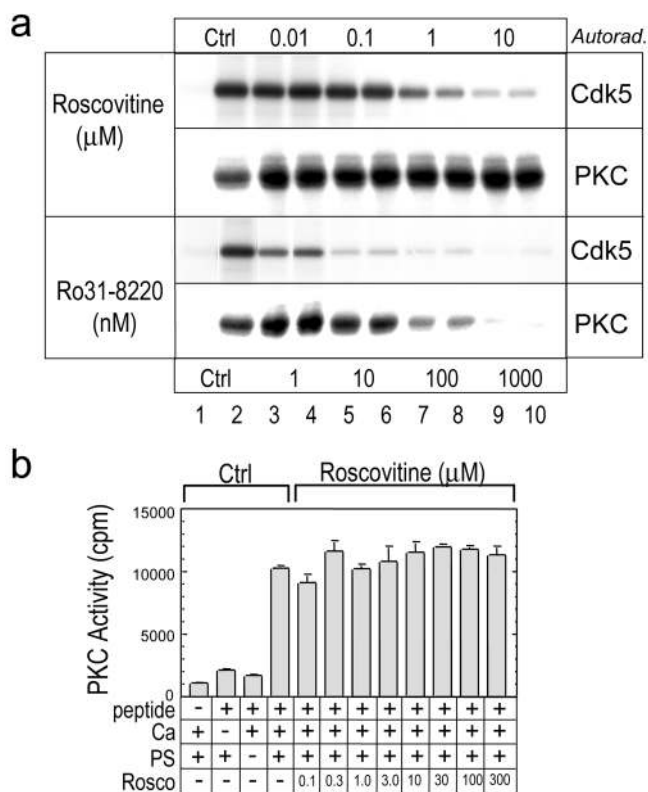 a
Ctrl 0.01 0.1 1 10 Autorad.
Roscovitine
(μM)
Cdk5
PKC
Ro31-8220
(nM)
Cdk5
PKC
Ctrl 1 10 100 1000
1 2 3 4 5 6 7 8 9 10
b
Ctrl Roscovitine (μM)
PKC Activity (cpm)
15000
10000
5000
0
peptide - + + + + + + + + + + +
Ca + - + + + + + + + + + +
PS + + - + + + + + + + + +
Rosco - - - - 0.1 0.3 1.0 3.0 10 30 100 300